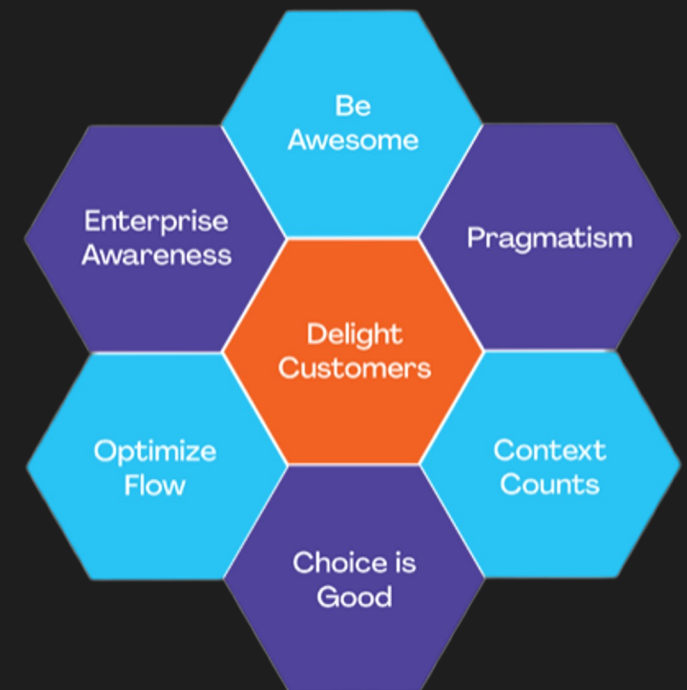 Be
Awesome
Enterprise
Awareness
Pragmatism
Delight
Customers
Optimize
Flow
Context
Counts
Choice is
Good